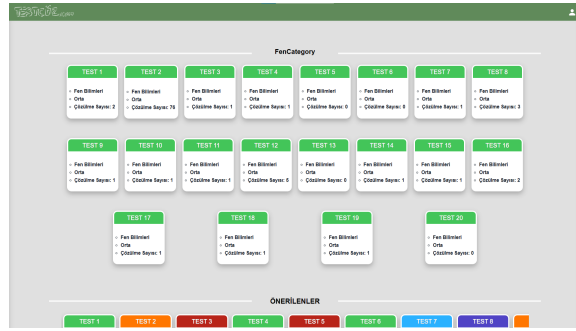 TESTÇÖZ.com
FenCategory
TEST 1
Fen Bilimleri
Orta
Çözülme Sayısı: 2
TEST 2
Fen Bilimleri
Orta
Çözülme Sayısı: 76
TEST 3
Fen Bilimleri
Orta
Çözülme Sayısı: 1
TEST 4
Fen Bilimleri
Orta
Çözülme Sayısı: 1
TEST 5
Fen Bilimleri
Orta
Çözülme Sayısı: 0
TEST 6
Fen Bilimleri
Orta
Çözülme Sayısı: 0
TEST 7
Fen Bilimleri
Orta
Çözülme Sayısı: 1
TEST 8
Fen Bilimleri
Orta
Çözülme Sayısı: 3
TEST 9
Fen Bilimleri
Orta
Çözülme Sayısı: 1
TEST 10
Fen Bilimleri
Orta
Çözülme Sayısı: 1
TEST 11
Fen Bilimleri
Orta
Çözülme Sayısı: 1
TEST 12
Fen Bilimleri
Orta
Çözülme Sayısı: 5
TEST 13
Fen Bilimleri
Orta
Çözülme Sayısı: 0
TEST 14
Fen Bilimleri
Orta
Çözülme Sayısı: 1
TEST 15
Fen Bilimleri
Orta
Çözülme Sayısı: 1
TEST 16
Fen Bilimleri
Orta
Çözülme Sayısı: 2
TEST 17
Fen Bilimleri
Orta
Çözülme Sayısı: 1
TEST 18
Fen Bilimleri
Orta
Çözülme Sayısı: 1
TEST 19
Fen Bilimleri
Orta
Çözülme Sayısı: 1
TEST 20
Fen Bilimleri
Orta
Çözülme Sayısı: 0
ÖNERİLENLER
TEST 1
TEST 2
TEST 3
TEST 4
TEST 5
TEST 6
TEST 7
TEST 8